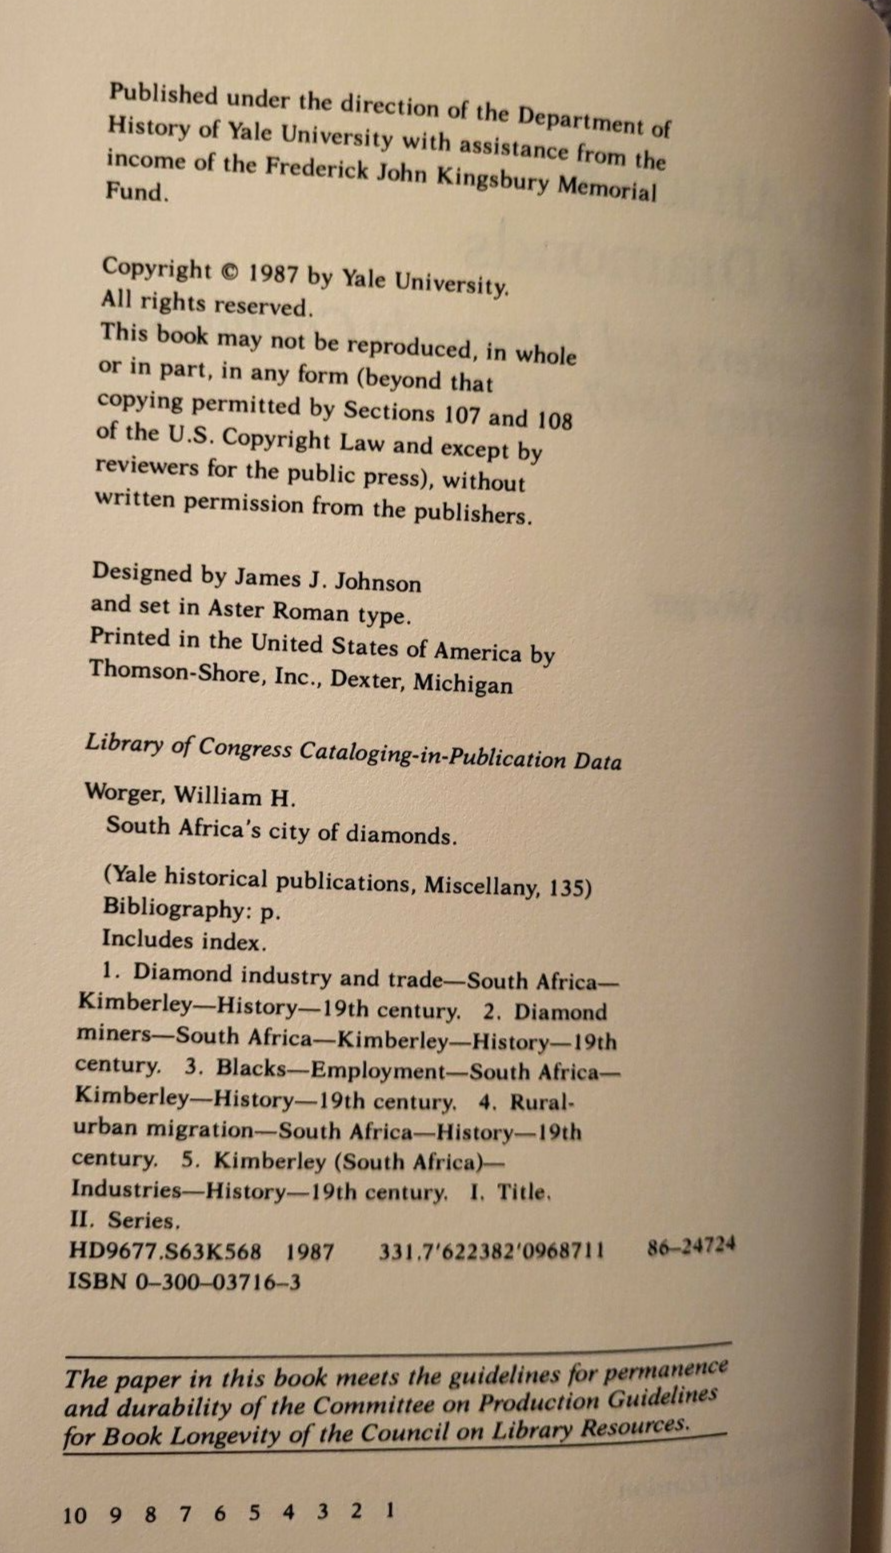 Published under the direction of the Department of
History of Yale University with assistance from the
income of the Frederick John Kingsbury Memorial
Fund.
Copyright © 1987 by Yale University.
All rights reserved.
This book may not be reproduced, in whole
or in part, in any form (beyond that
copying permitted by Sections 107 and 108
of the U.S. Copyright Law and except by
reviewers for the public press), without
written permission from the publishers.
Designed by James J. Johnson
and set in Aster Roman type.
Printed in the United States of America by
Thomson-Shore, Inc., Dexter, Michigan
Library of Congress Cataloging-in-Publication Data
Worger, William H.
South Africa's city of diamonds.
(Yale historical publications, Miscellany, 135)
Bibliography: p.
Includes index.
1. Diamond industry and trade—South Africa—
Kimberley—History—19th century. 2. Diamond
miners—South Africa—Kimberley—History—19th
century. 3. Blacks—Employment—South Africa—
Kimberley—History—19th century. 4. Rural-
urban migration—South Africa—History—19th
century. 5. Kimberley (South Africa)—
Industries—History—19th century. I. Title.
II. Series.
HD9677.S63K568 1987 331.7'622382'0968711 86–24724
ISBN 0–300–03716–3
The paper in this book meets the guidelines for permanence
and durability of the Committee on Production Guidelines
for Book Longevity of the Council on Library Resources.
10 9 8 7 6 5 4 3 2 1